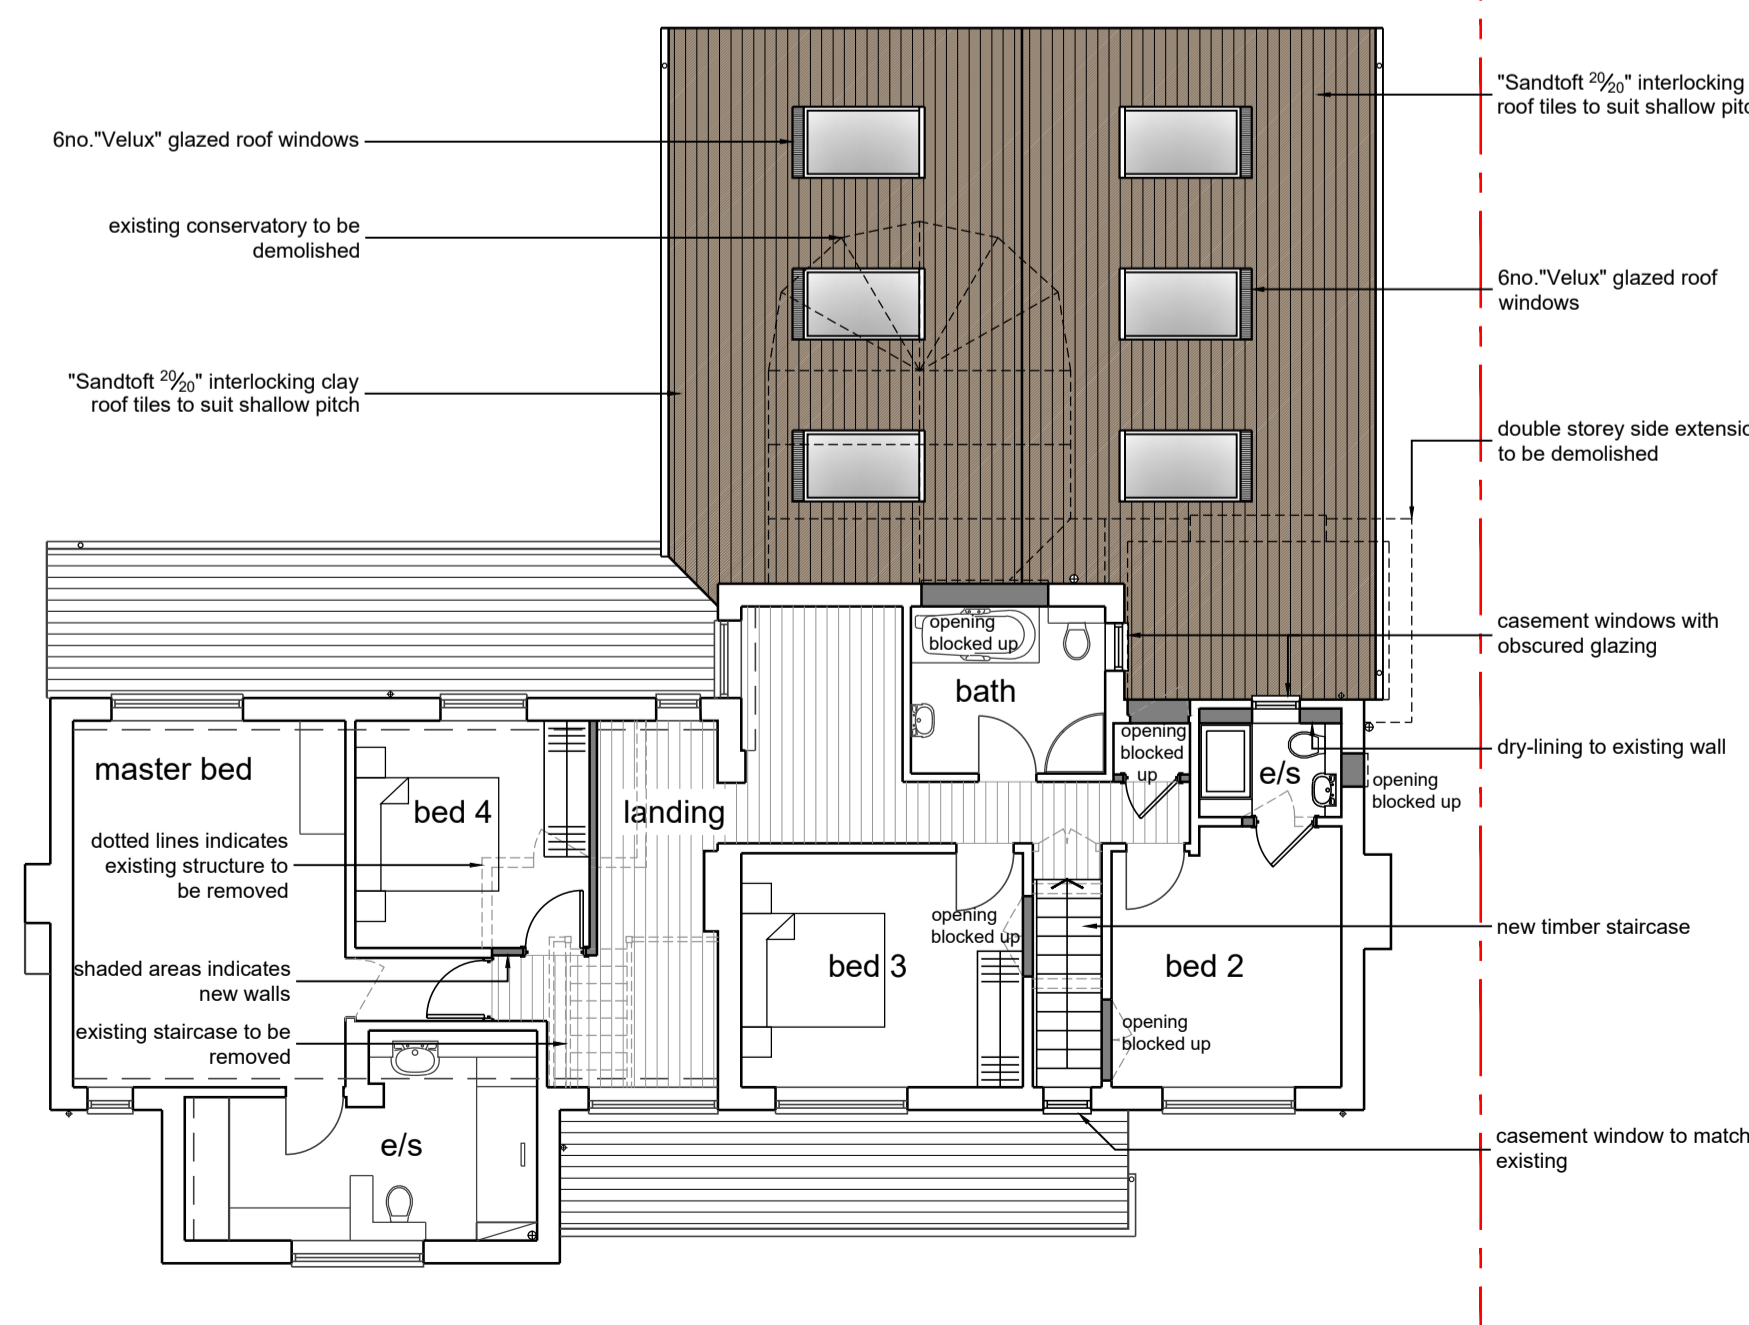 6no."Velux" glazed roof windows
existing conservatory to be
demolished
"Sandtoft 20/20" interlocking clay
roof tiles to suit shallow pitch
"Sandtoft 20/20" interlocking
roof tiles to suit shallow pitc
6no."Velux" glazed roof
windows
double storey side extensio
to be demolished
casement windows with
obscured glazing
dry-lining to existing wall
opening
blocked up
opening
blocked up
bath
opening
blocked
up
e/s
master bed
bed 4
landing
dotted lines indicates
existing structure to
be removed
shaded areas indicates
new walls
existing staircase to be
removed
opening
blocked up
bed 3
bed 2
new timber staircase
opening
blocked up
e/s
casement window to match
existing